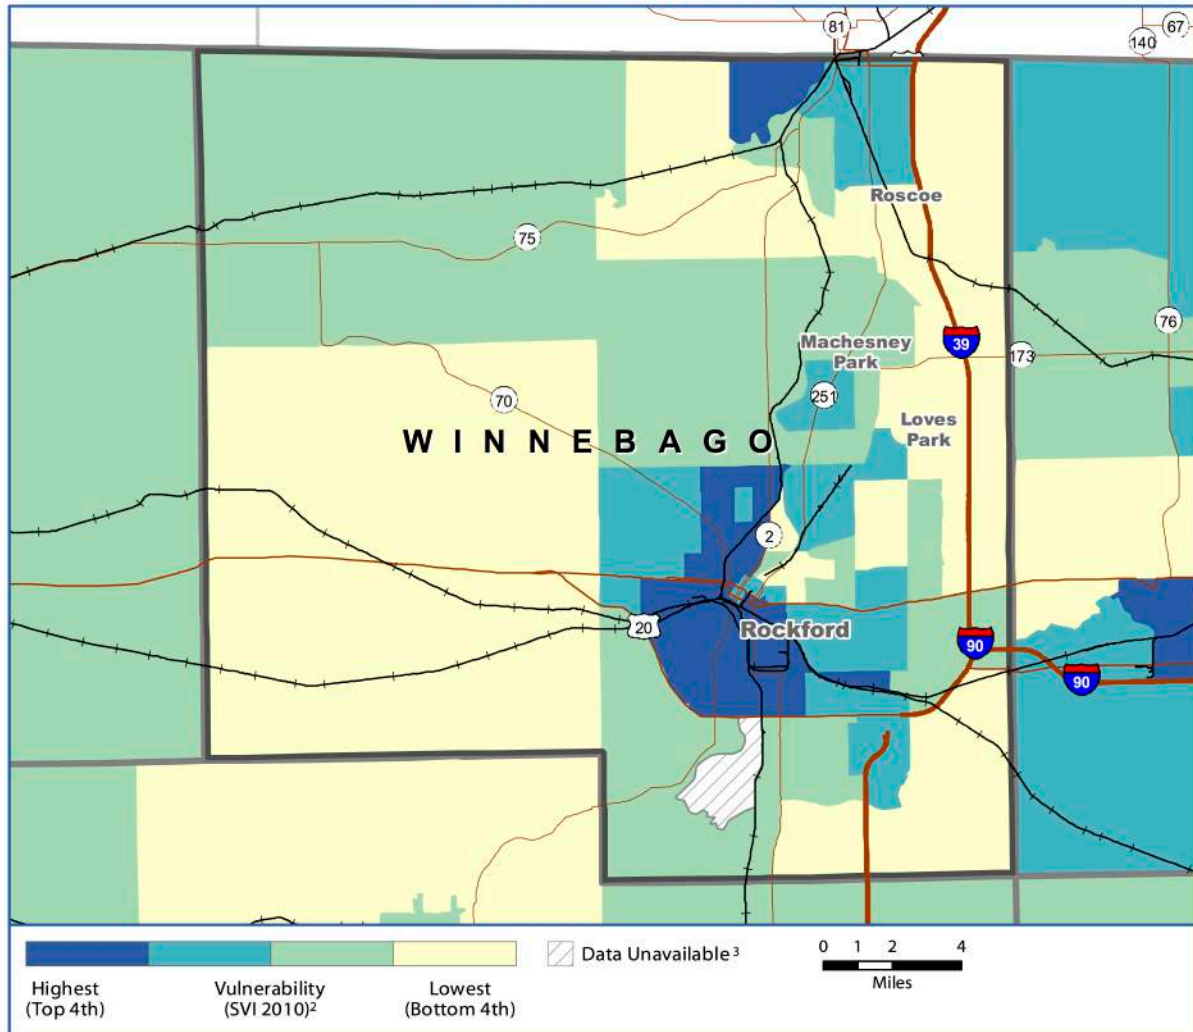 81
67
140
Roscoe
75
76
39
173
Machesney
Park
70
251
Loves
Park
WINNEBAGO
2
20
Rockford
90
90
Highest
(Top 4th)
Vulnerability
(SVI 2010)2
Lowest
(Bottom 4th)
Data Unavailable3
0 1 2 4
Miles